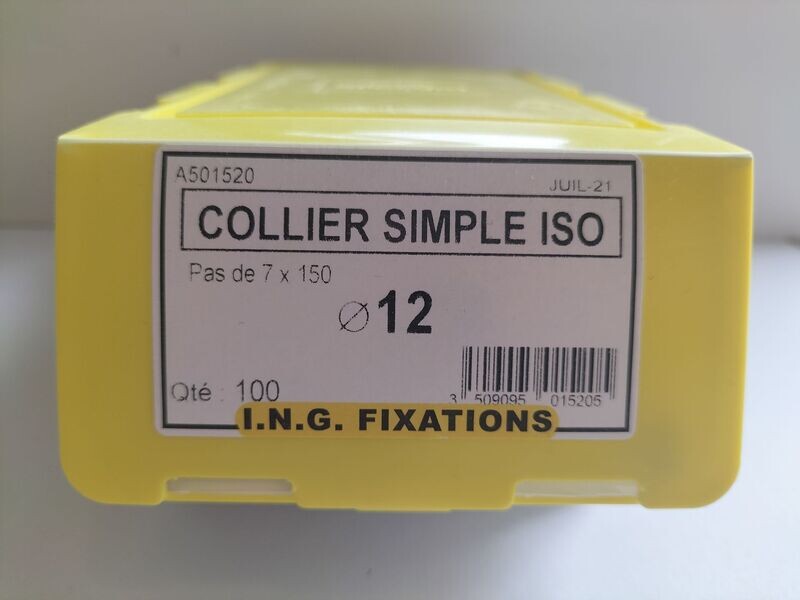 A501520
JUIL-21
COLLIER SIMPLE ISO
Pas de 7 x 150
⌀12
Qté : 100
3 509095 015205
I.N.G. FIXATIONS